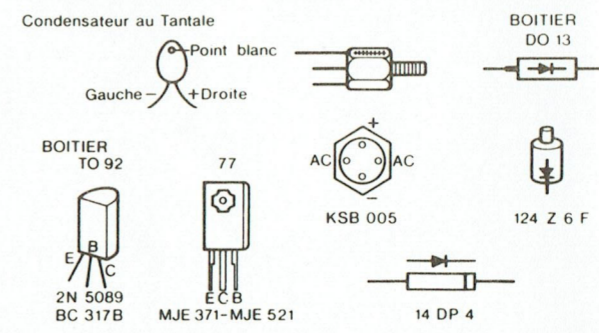 Condensateur au Tantale
Point blanc
Gauche − + Droite
BOITIER
DO 13
BOITIER
TO 92
E B C
2N 5089
BC 317B
77
E C B
MJE 371-MJE 521
+
AC AC
−
KSB 005
124 Z 6 F
14 DP 4